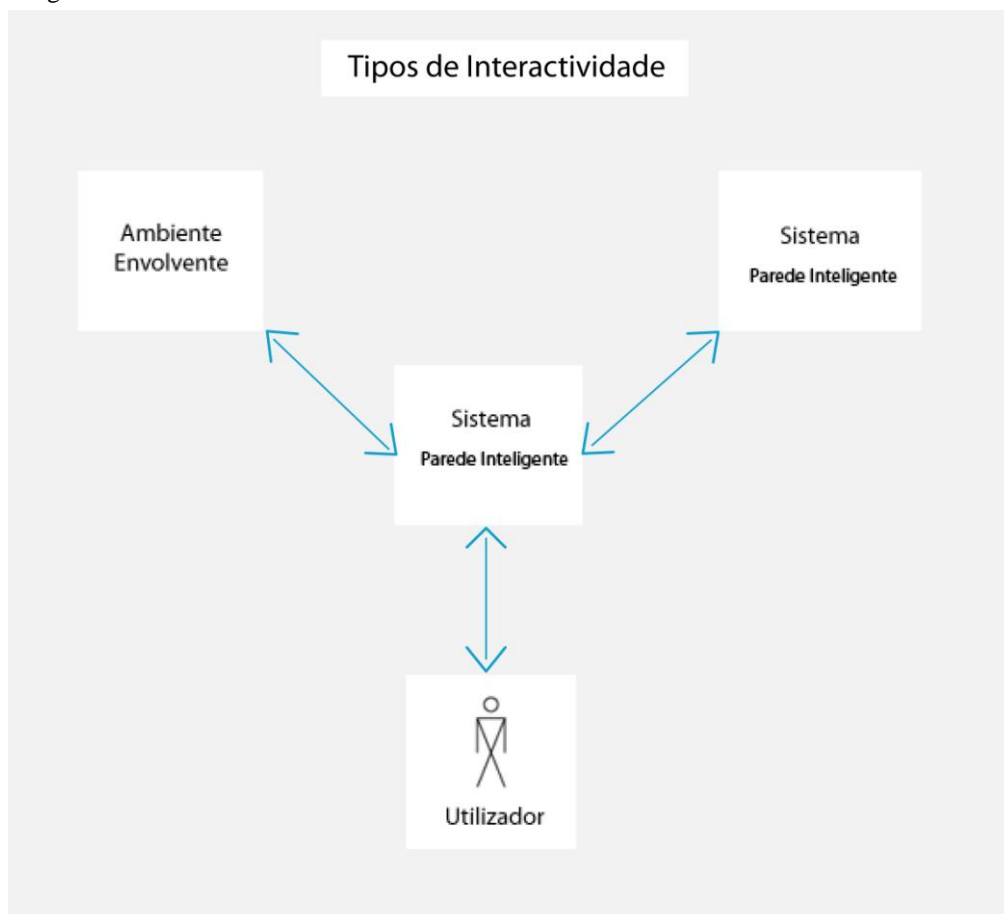 Tipos de Interactividade
Ambiente
Envolvente
Sistema
Parede Inteligente
Sistema
Parede Inteligente
Utilizador